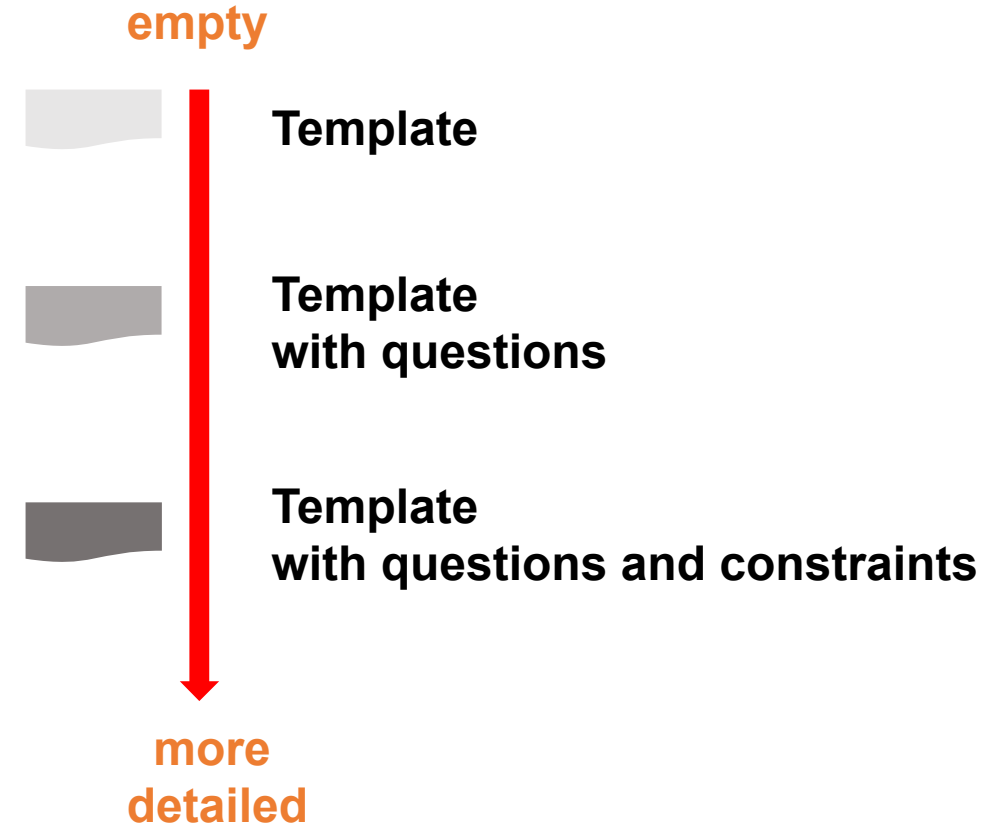 empty
Template
Template
with questions
Template
with questions and constraints
more
detailed